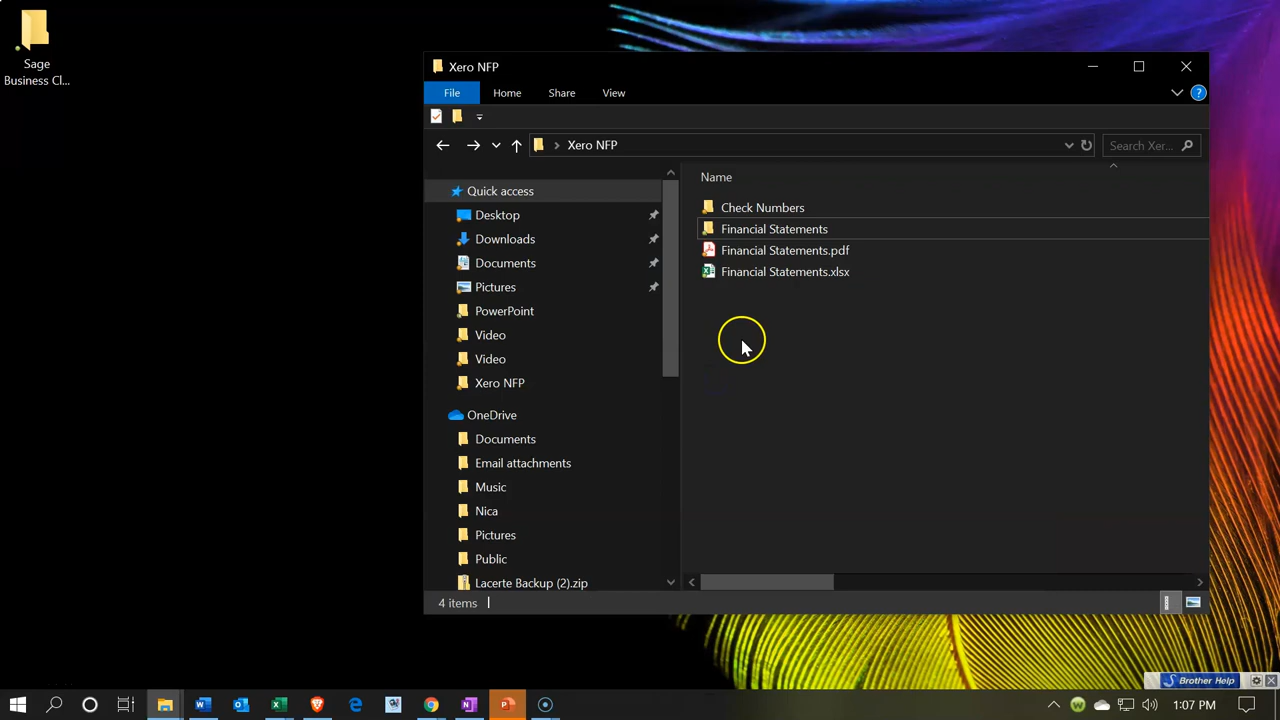 Sage
Business Cl...
Xero NFP
File
Home
Share
View
Xero NFP
Search Xer...
Quick access
Desktop
Downloads
Documents
Pictures
PowerPoint
Video
Video
Xero NFP
OneDrive
Documents
Email attachments
Music
Nica
Pictures
Public
Lacerte Backup (2).zip
Name
Check Numbers
Financial Statements
Financial Statements.pdf
Financial Statements.xlsx
4 items
Brother Help
1:07 PM